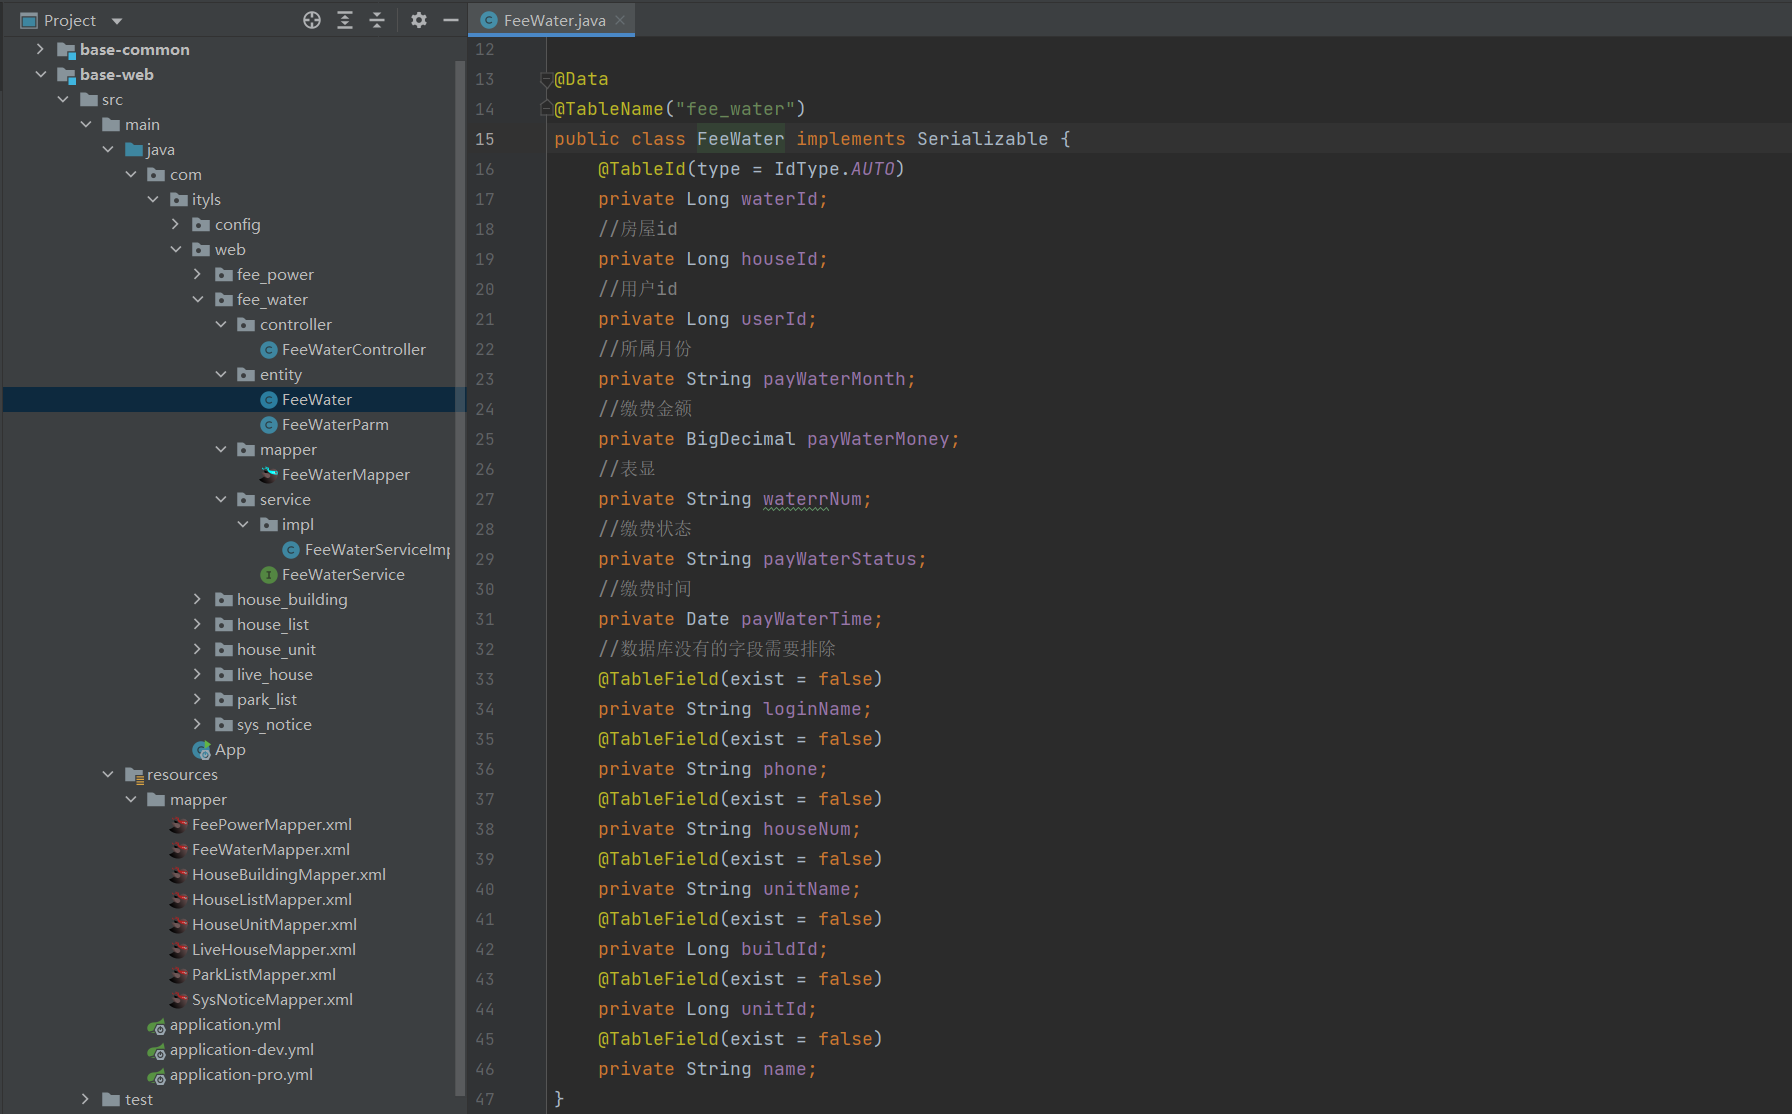 Project
FeeWater.java
base-common
base-web
src
main
java
com
ityls
config
web
fee_power
fee_water
controller
FeeWaterController
entity
FeeWater
FeeWaterParm
mapper
FeeWaterMapper
service
impl
FeeWaterServiceImp
FeeWaterService
house_building
house_list
house_unit
live_house
park_list
sys_notice
App
resources
mapper
FeePowerMapper.xml
FeeWaterMapper.xml
HouseBuildingMapper.xml
HouseListMapper.xml
HouseUnitMapper.xml
LiveHouseMapper.xml
ParkListMapper.xml
SysNoticeMapper.xml
application.yml
application-dev.yml
application-pro.yml
test
12
13 @Data
14 @TableName("fee_water")
15 public class FeeWater implements Serializable {
16 @TableId(type = IdType.AUTO)
17 private Long waterId;
18 //房屋id
19 private Long houseId;
20 //用户id
21 private Long userId;
22 //所属月份
23 private String payWaterMonth;
24 //缴费金额
25 private BigDecimal payWaterMoney;
26 //表显
27 private String waterrNum;
28 //缴费状态
29 private String payWaterStatus;
30 //缴费时间
31 private Date payWaterTime;
32 //数据库没有的字段需要排除
33 @TableField(exist = false)
34 private String loginName;
35 @TableField(exist = false)
36 private String phone;
37 @TableField(exist = false)
38 private String houseNum;
39 @TableField(exist = false)
40 private String unitName;
41 @TableField(exist = false)
42 private Long buildId;
43 @TableField(exist = false)
44 private Long unitId;
45 @TableField(exist = false)
46 private String name;
47 }